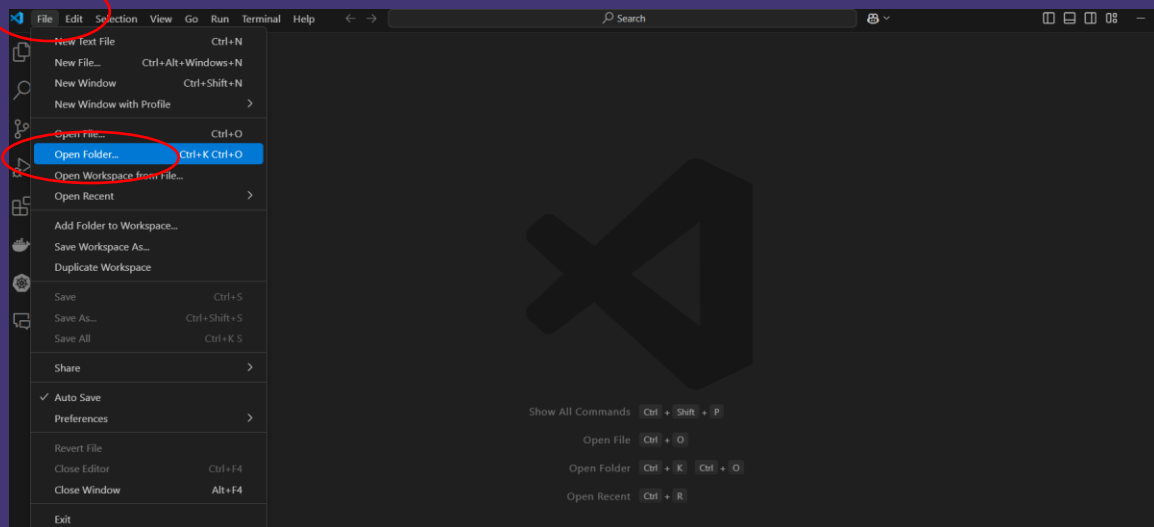 File Edit Selection View Go Run Terminal Help Search
New Text File Ctrl+N
New File... Ctrl+Alt+Windows+N
New Window Ctrl+Shift+N
New Window with Profile
Open File... Ctrl+O
Open Folder... Ctrl+K Ctrl+O
Open Workspace from File...
Open Recent
Add Folder to Workspace...
Save Workspace As...
Duplicate Workspace
Save Ctrl+S
Save As... Ctrl+Shift+S
Save All Ctrl+K S
Share
Auto Save
Preferences
Revert File
Close Editor Ctrl+F4
Close Window Alt+F4
Exit
Show All Commands Ctrl + Shift + P
Open File Ctrl + O
Open Folder Ctrl + K Ctrl + O
Open Recent Ctrl + R